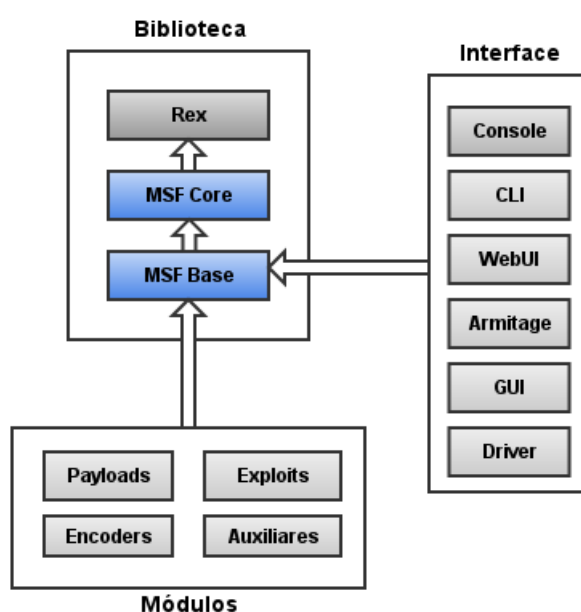 Biblioteca
Rex
MSF Core
MSF Base
Interface
Console
CLI
WebUI
Armitage
GUI
Driver
Payloads
Exploits
Encoders
Auxiliares
Módulos